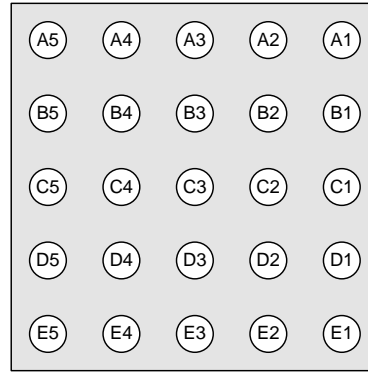 A5 A4 A3 A2 A1
B5 B4 B3 B2 B1
C5 C4 C3 C2 C1
D5 D4 D3 D2 D1
E5 E4 E3 E2 E1